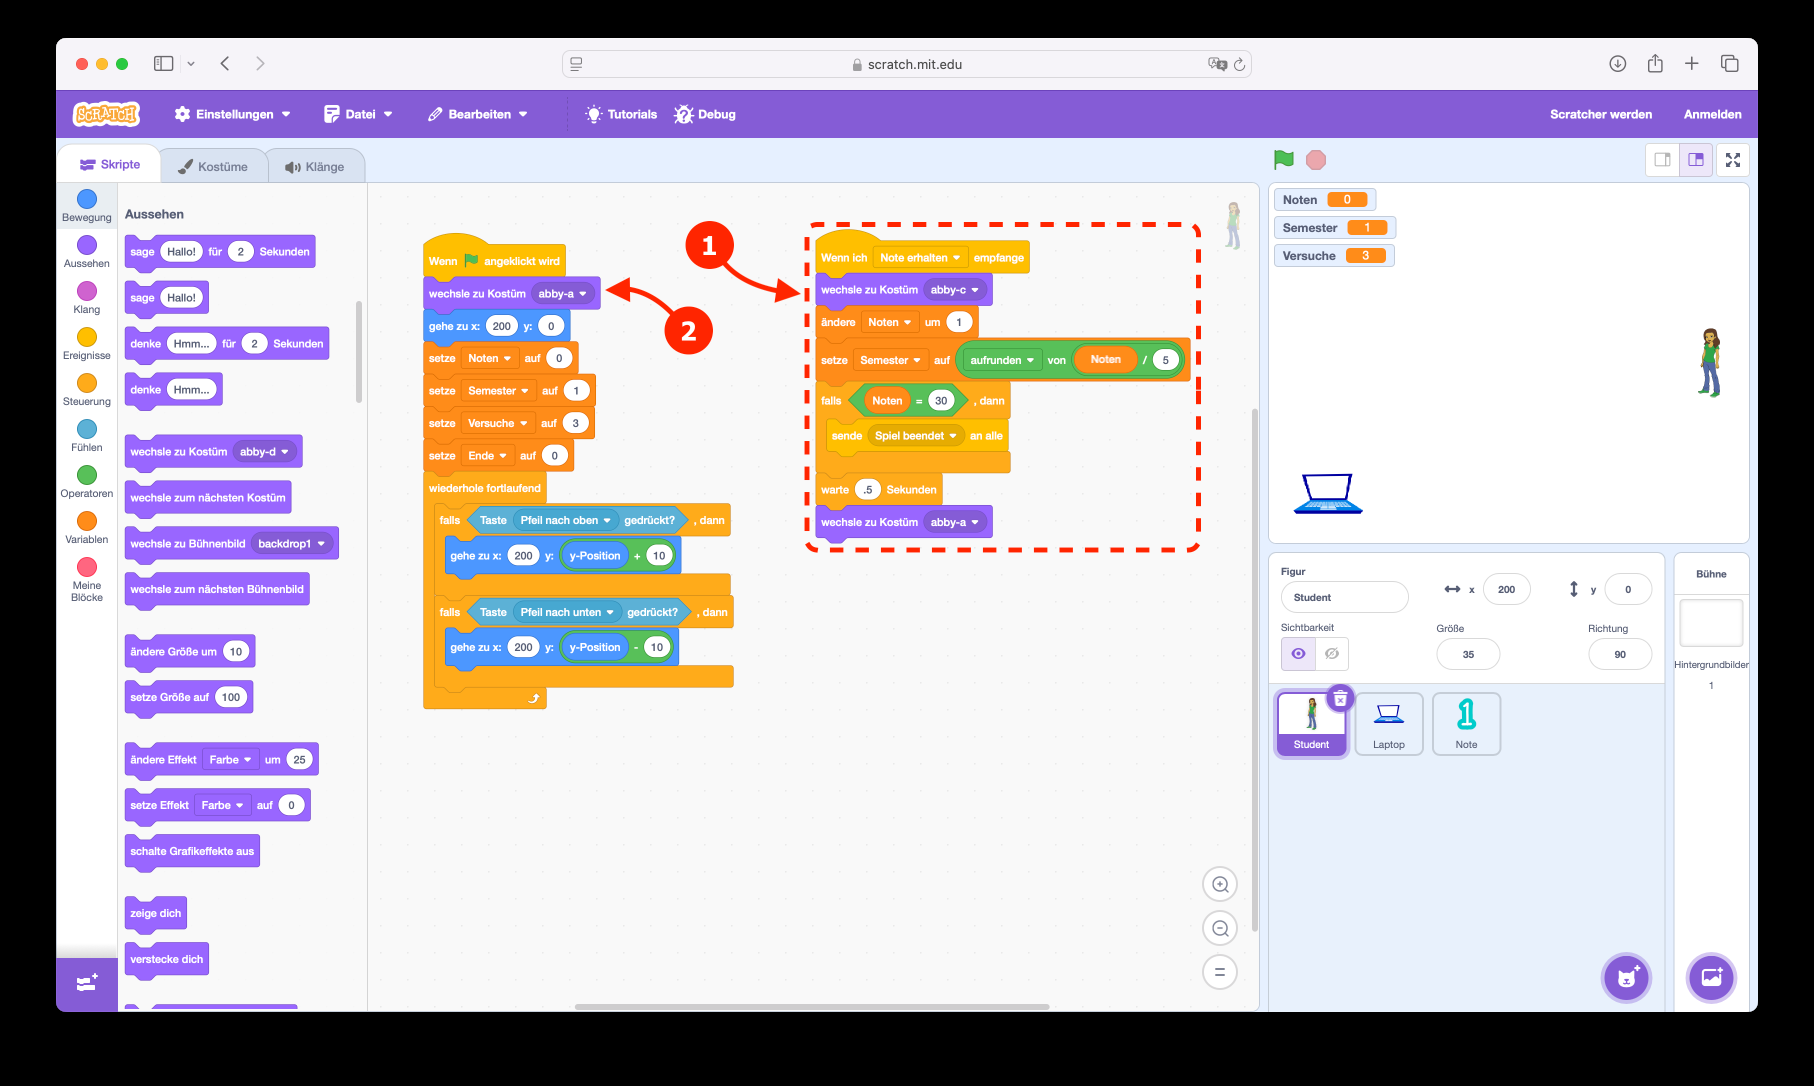 scratch.mit.edu
SCRATCH
Einstellungen
Datei
Bearbeiten
Tutorials
Debug
Scratcher werden
Anmelden
Skripte
Kostüme
Klänge
Bewegung
Aussehen
Klang
Ereignisse
Steuerung
Fühlen
Operatoren
Variablen
Meine
Blöcke
Aussehen
sage Hallo! für 2 Sekunden
sage Hallo!
denke Hmm... für 2 Sekunden
denke Hmm...
wechsle zu Kostüm abby-d
wechsle zum nächsten Kostüm
wechsle zu Bühnenbild backdrop1
wechsle zum nächsten Bühnenbild
ändere Größe um 10
setze Größe auf 100
ändere Effekt Farbe um 25
setze Effekt Farbe auf 0
schalte Grafikeffekte aus
zeige dich
verstecke dich
Wenn angeklickt wird
wechsle zu Kostüm abby-a
gehe zu x: 200 y: 0
setze Noten auf 0
setze Semester auf 1
setze Versuche auf 3
setze Ende auf 0
wiederhole fortlaufend
falls Taste Pfeil nach oben gedrückt? , dann
gehe zu x: 200 y: y-Position + 10
falls Taste Pfeil nach unten gedrückt? , dann
gehe zu x: 200 y: y-Position - 10
1
2
Wenn ich Note erhalten empfange
wechsle zu Kostüm abby-c
ändere Noten um 1
setze Semester auf aufrunden von Noten / 5
falls Noten = 30 , dann
sende Spiel beendet an alle
warte .5 Sekunden
wechsle zu Kostüm abby-a
Noten 0
Semester 1
Versuche 3
Figur
Student
x 200
y 0
Sichtbarkeit
Größe
35
Richtung
90
Student
Laptop
1
Note
Bühne
Hintergrundbilder
1